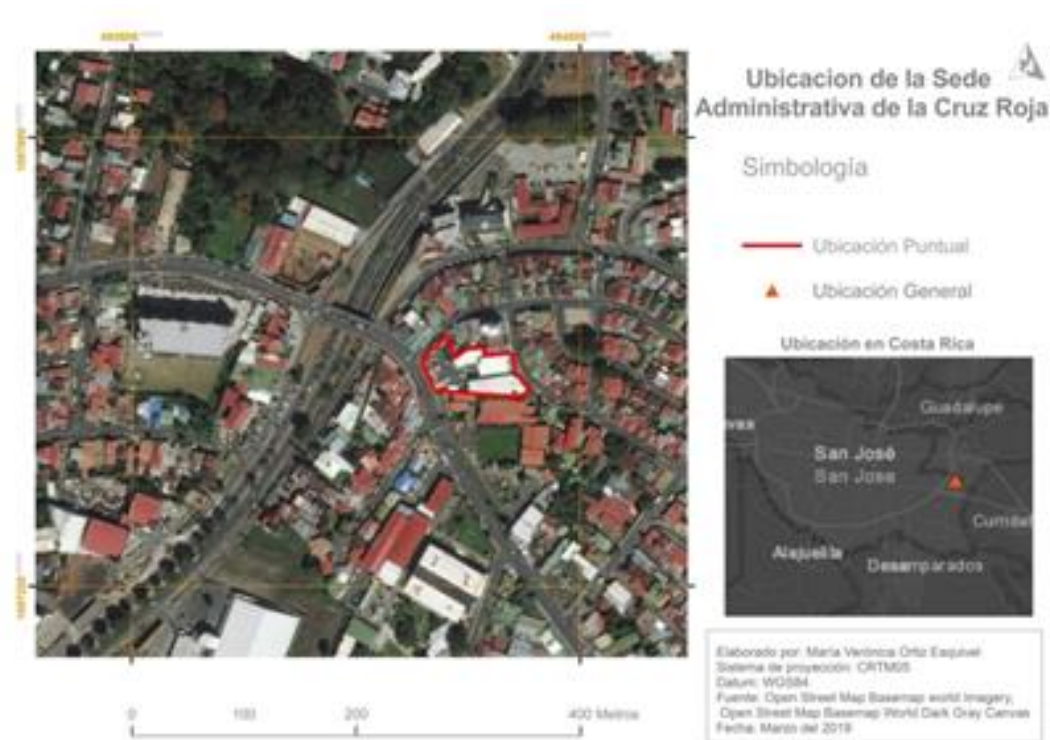 Ubicacion de la Sede
Administrativa de la Cruz Roja
Simbología
Ubicación Puntual
Ubicación General
Ubicación en Costa Rica
Guadalupe
San José
San Jose
Alajuelita
Desamparados
Elaborado por: María Verónica Ortiz Esquivel
Sistema de proyección: CRTM05
Datum: WGS84
Fuente: Open Street Map Basemap world Imagery,
Open Street Map Basemap World Dark Gray Canvas
Fecha: Marzo del 2019
0 100 200 400 Metros